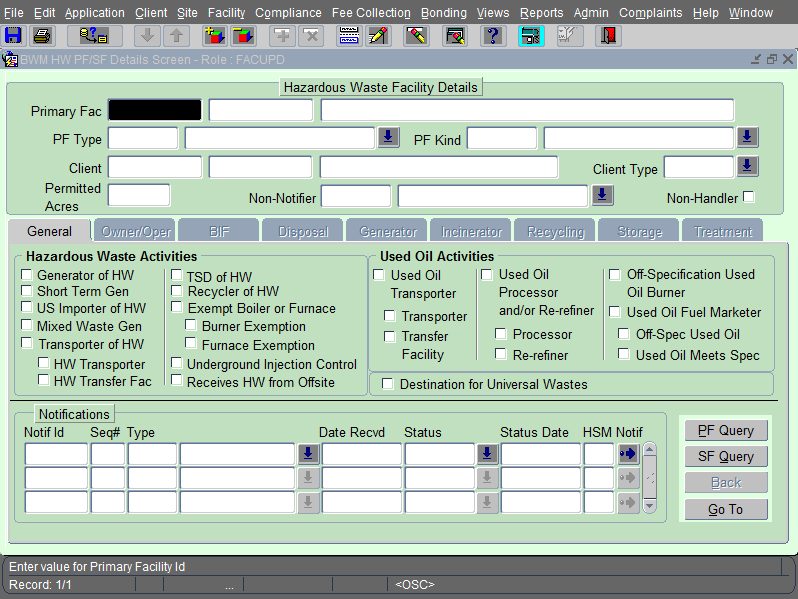 File Edit Application Client Site Facility Compliance Fee Collection Bonding Views Reports Admin Complaints Help Window
BWM HW PF/SF Details Screen - Role : FACUPD
Hazardous Waste Facility Details
Primary Fac
PF Type PF Kind
Client Client Type
Permitted
Acres Non-Notifier Non-Handler
General Owner/Oper BIF Disposal Generator Incinerator Recycling Storage Treatment
Hazardous Waste Activities
Generator of HW
Short Term Gen
US Importer of HW
Mixed Waste Gen
Transporter of HW
HW Transporter
HW Transfer Fac
TSD of HW
Recycler of HW
Exempt Boiler or Furnace
Burner Exemption
Furnace Exemption
Underground Injection Control
Receives HW from Offsite
Used Oil Activities
Used Oil
Transporter
Transporter
Transfer
Facility
Used Oil
Processor
and/or Re-refiner
Processor
Re-refiner
Off-Specification Used
Oil Burner
Used Oil Fuel Marketer
Off-Spec Used Oil
Used Oil Meets Spec
Destination for Universal Wastes
Notifications
Notif Id Seq# Type Date Recvd Status Status Date HSM Notif
PF Query
SF Query
Back
Go To
Enter value for Primary Facility Id
Record: 1/1 ... <OSC>